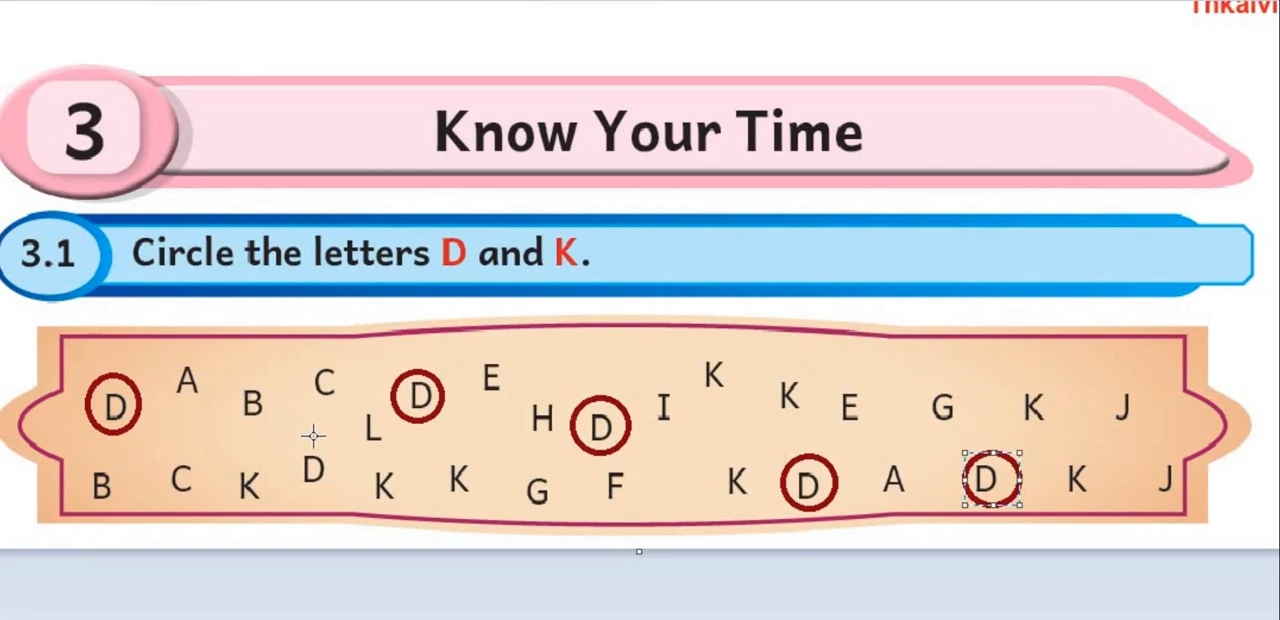 3 Know Your Time
3.1 Circle the letters D and K.
D A B C L D E H D I K K E G K J
B C K D K K G F K D A D K J